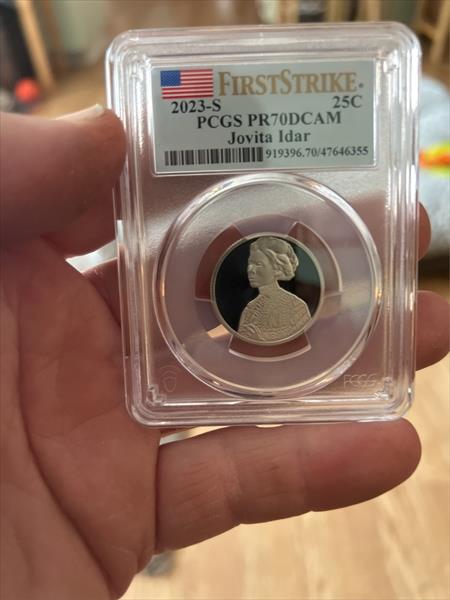 FIRSTSTRIKE®
2023-S 25C
PCGS PR70DCAM
Jovita Idar
919396.70/47646355
PCGS